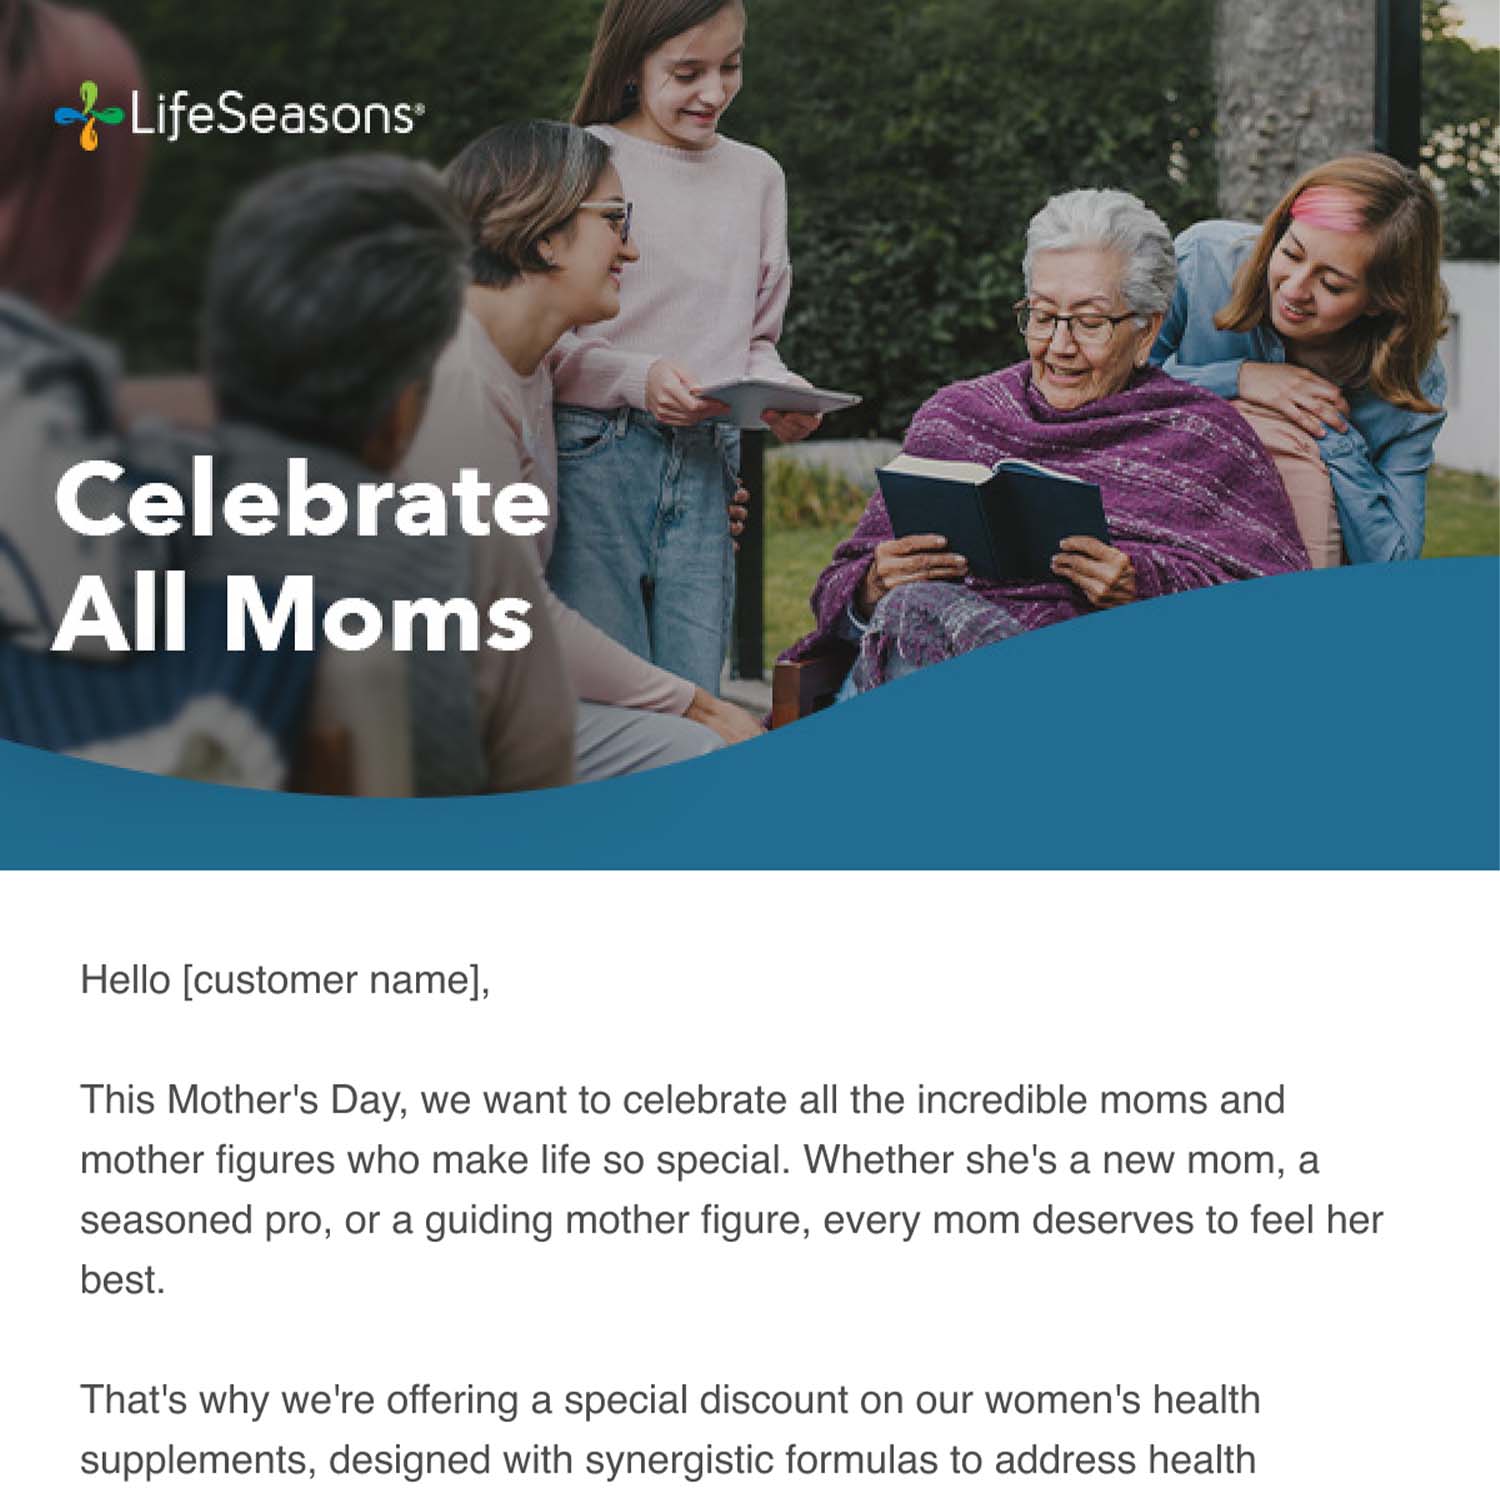 LifeSeasons®
Celebrate
All Moms
Hello [customer name],
This Mother's Day, we want to celebrate all the incredible moms and
mother figures who make life so special. Whether she's a new mom, a
seasoned pro, or a guiding mother figure, every mom deserves to feel her
best.
That's why we're offering a special discount on our women's health
supplements, designed with synergistic formulas to address health